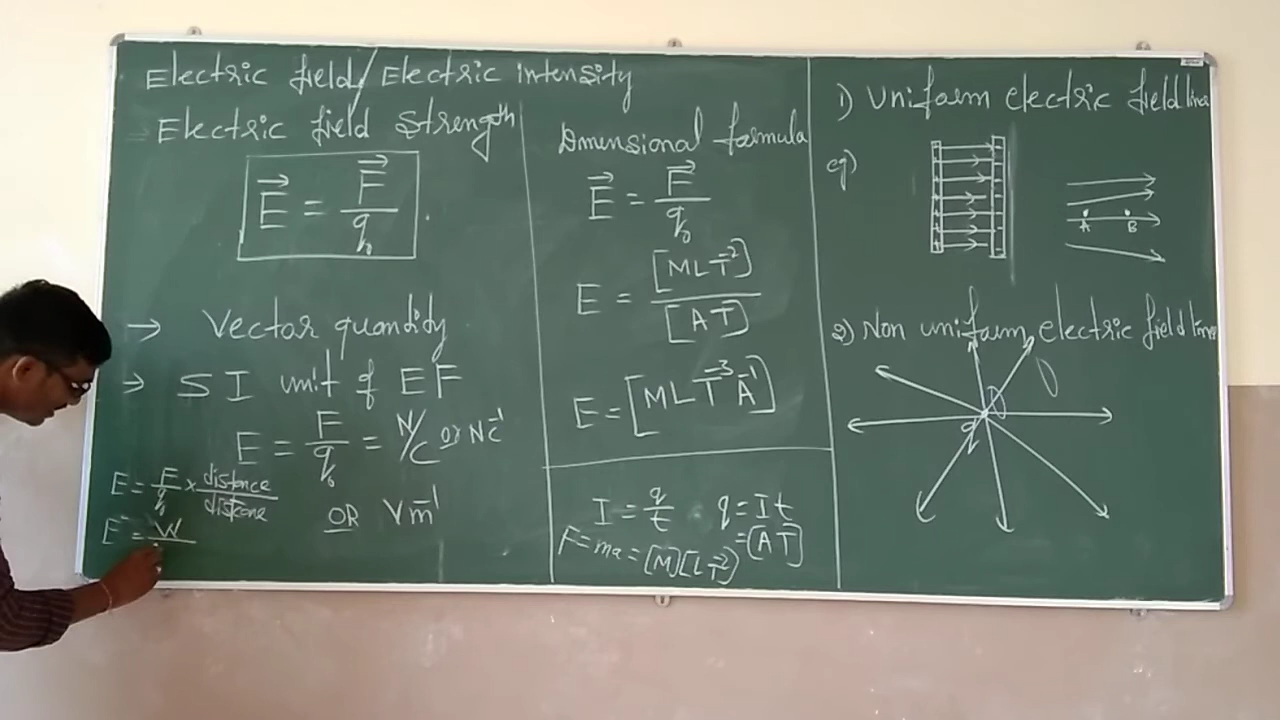 Electric field/Electric intensity
Electric field Strength
E⃗ = F⃗/q₀
→ Vector quantity
→ SI unit of EF
E = F/q₀ = N/C or NC⁻¹
E = F/q₀ × distance/distance
OR Vm⁻¹
E = W/
Dimensional formula
E⃗ = F⃗/q₀
E = [MLT⁻²]/[AT]
E = [MLT⁻³A⁻¹]
I = q/t q = It
= [AT]
F = ma = [M][LT⁻²]
1) Uniform electric field lines
eg)
A B
2) Non uniform electric field lines
q